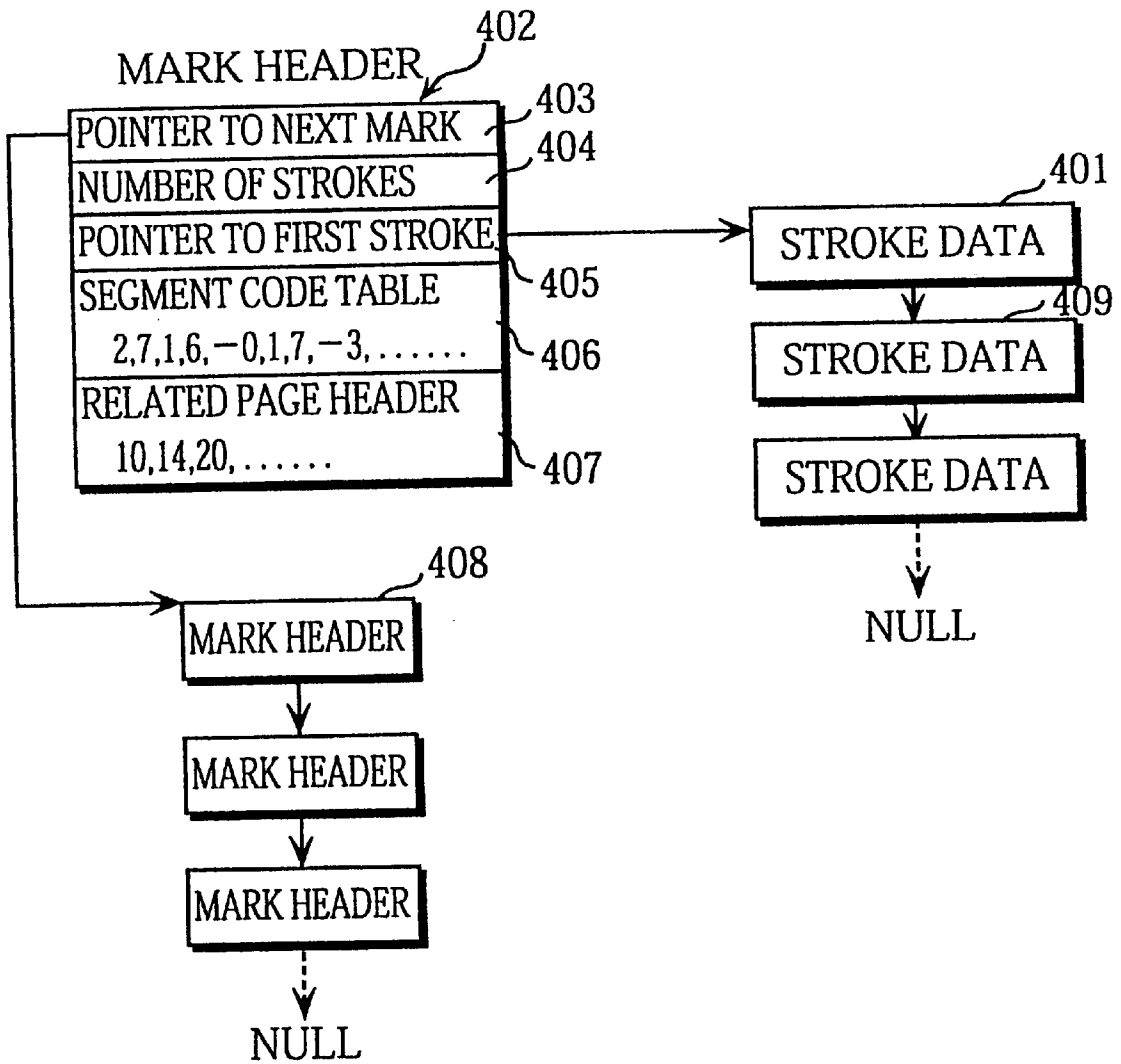 402
MARK HEADER
POINTER TO NEXT MARK
403
NUMBER OF STROKES
404
POINTER TO FIRST STROKE
405
SEGMENT CODE TABLE
2,7,1,6,−0,1,7,−3,......
406
RELATED PAGE HEADER
10,14,20,......
407
401
STROKE DATA
409
STROKE DATA
STROKE DATA
NULL
408
MARK HEADER
MARK HEADER
MARK HEADER
NULL